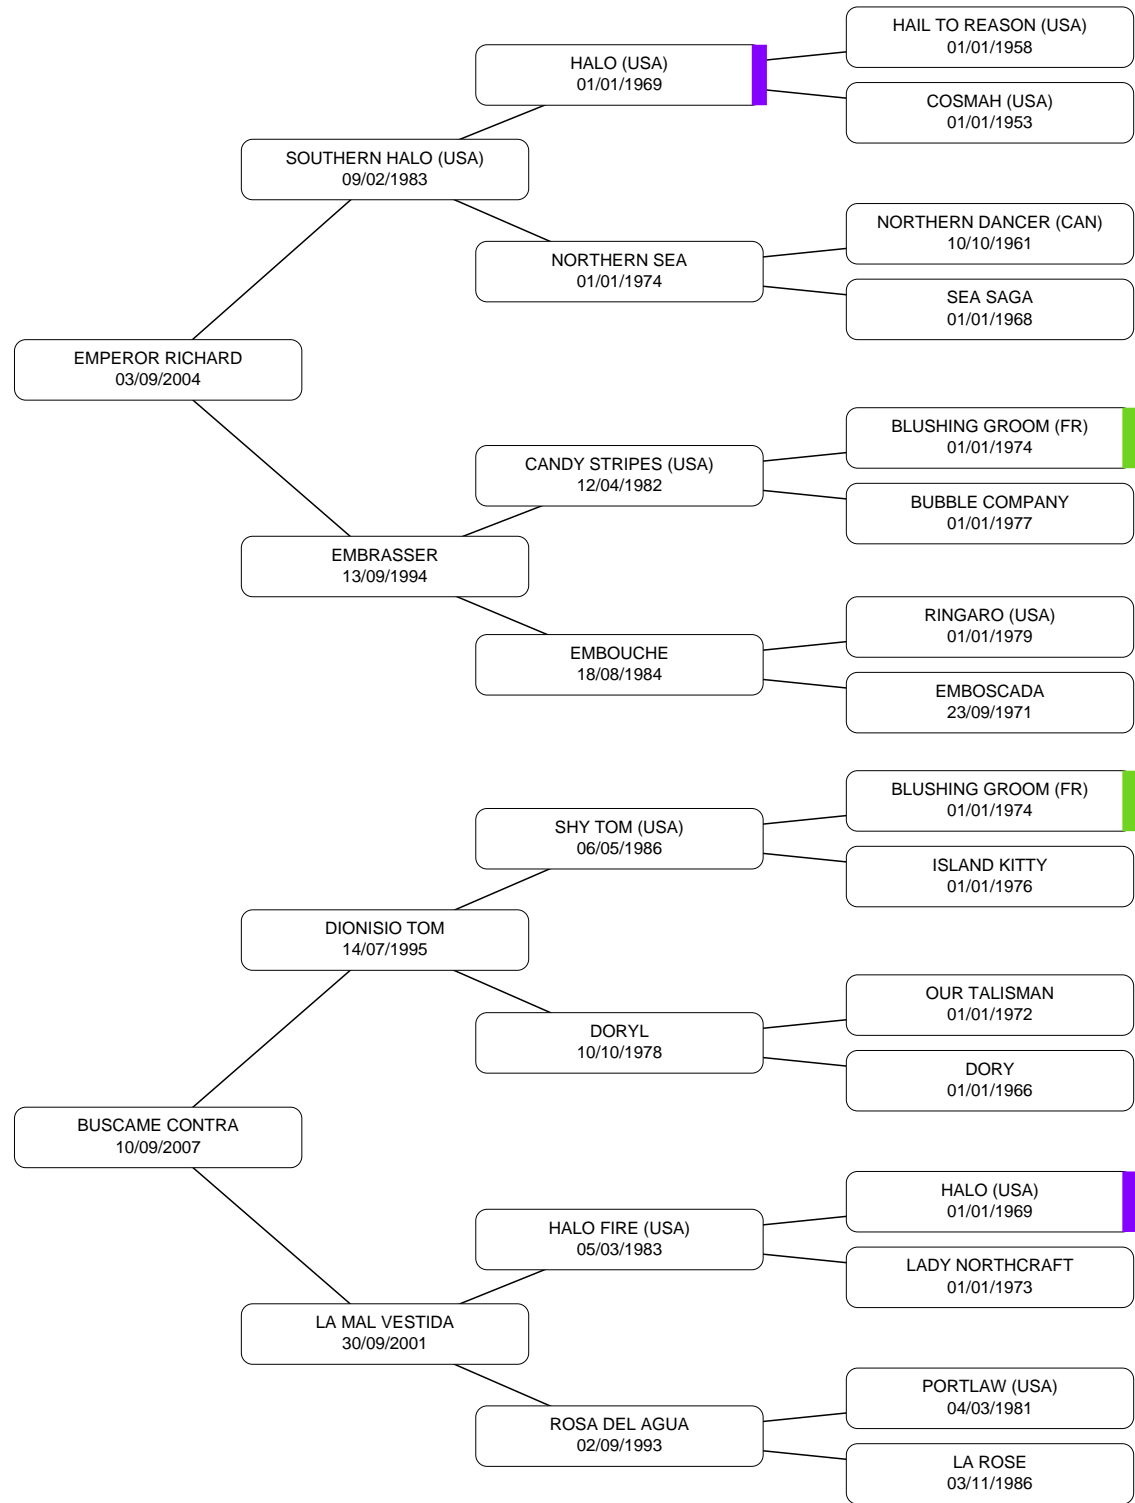 HAIL TO REASON (USA)
01/01/1958
HALO (USA)
01/01/1969
COSMAH (USA)
01/01/1953
SOUTHERN HALO (USA)
09/02/1983
NORTHERN DANCER (CAN)
10/10/1961
NORTHERN SEA
01/01/1974
SEA SAGA
01/01/1968
EMPEROR RICHARD
03/09/2004
BLUSHING GROOM (FR)
01/01/1974
CANDY STRIPES (USA)
12/04/1982
BUBBLE COMPANY
01/01/1977
EMBRASSER
13/09/1994
RINGARO (USA)
01/01/1979
EMBOUCHE
18/08/1984
EMBOSCADA
23/09/1971
BLUSHING GROOM (FR)
01/01/1974
SHY TOM (USA)
06/05/1986
ISLAND KITTY
01/01/1976
DIONISIO TOM
14/07/1995
OUR TALISMAN
01/01/1972
DORYL
10/10/1978
DORY
01/01/1966
BUSCAME CONTRA
10/09/2007
HALO (USA)
01/01/1969
HALO FIRE (USA)
05/03/1983
LADY NORTHCRAFT
01/01/1973
LA MAL VESTIDA
30/09/2001
PORTLAW (USA)
04/03/1981
ROSA DEL AGUA
02/09/1993
LA ROSE
03/11/1986